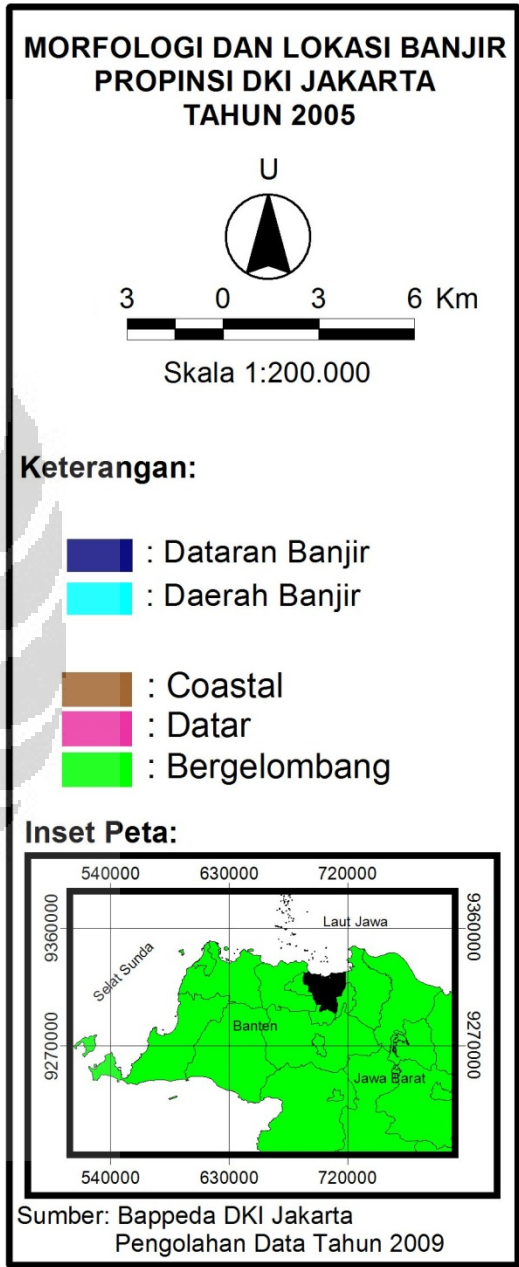 MORFOLOGI DAN LOKASI BANJIR
PROPINSI DKI JAKARTA
TAHUN 2005
U
3 0 3 6 Km
Skala 1:200.000
Keterangan:
: Dataran Banjir
: Daerah Banjir
: Coastal
: Datar
: Bergelombang
Inset Peta:
540000 630000 720000
9360000 9360000
Laut Jawa
Selat Sunda
Banten
9270000 9270000
Jawa Barat
540000 630000 720000
Sumber: Bappeda DKI Jakarta
Pengolahan Data Tahun 2009